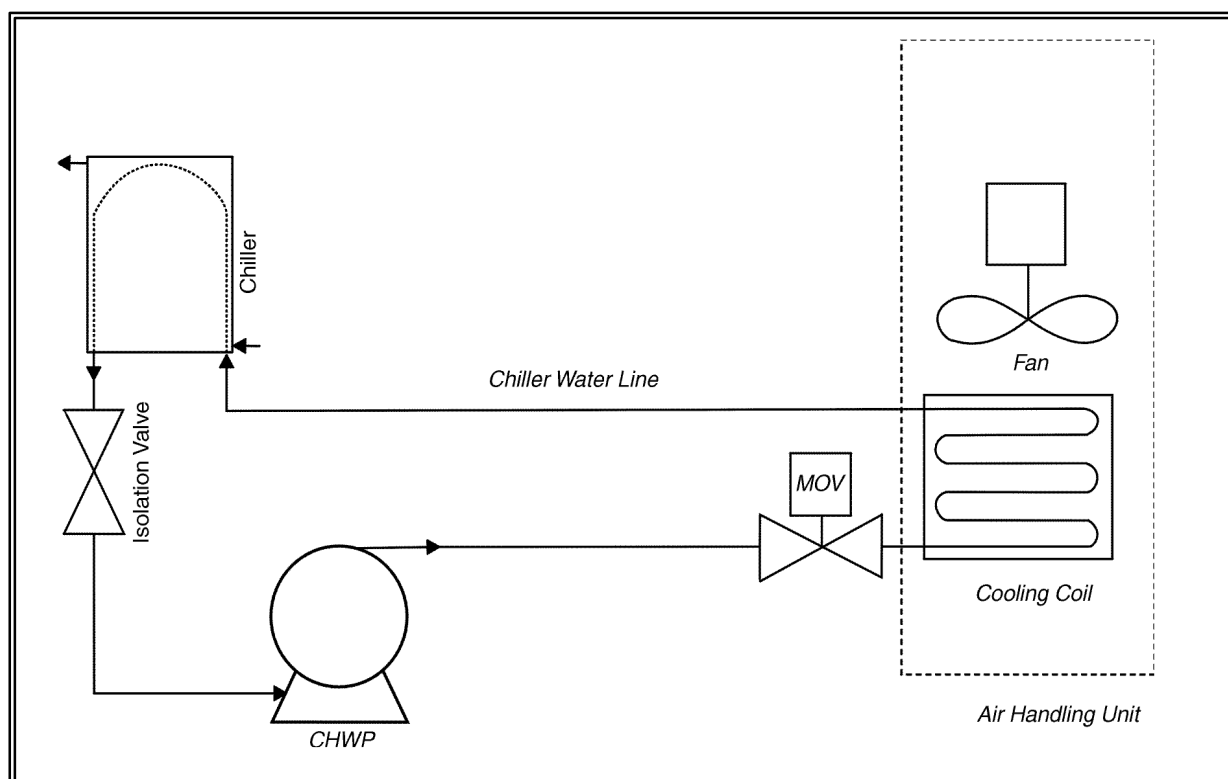 Chiller
Fan
Chiller Water Line
Isolation Valve
MOV
Cooling Coil
Air Handling Unit
CHWP